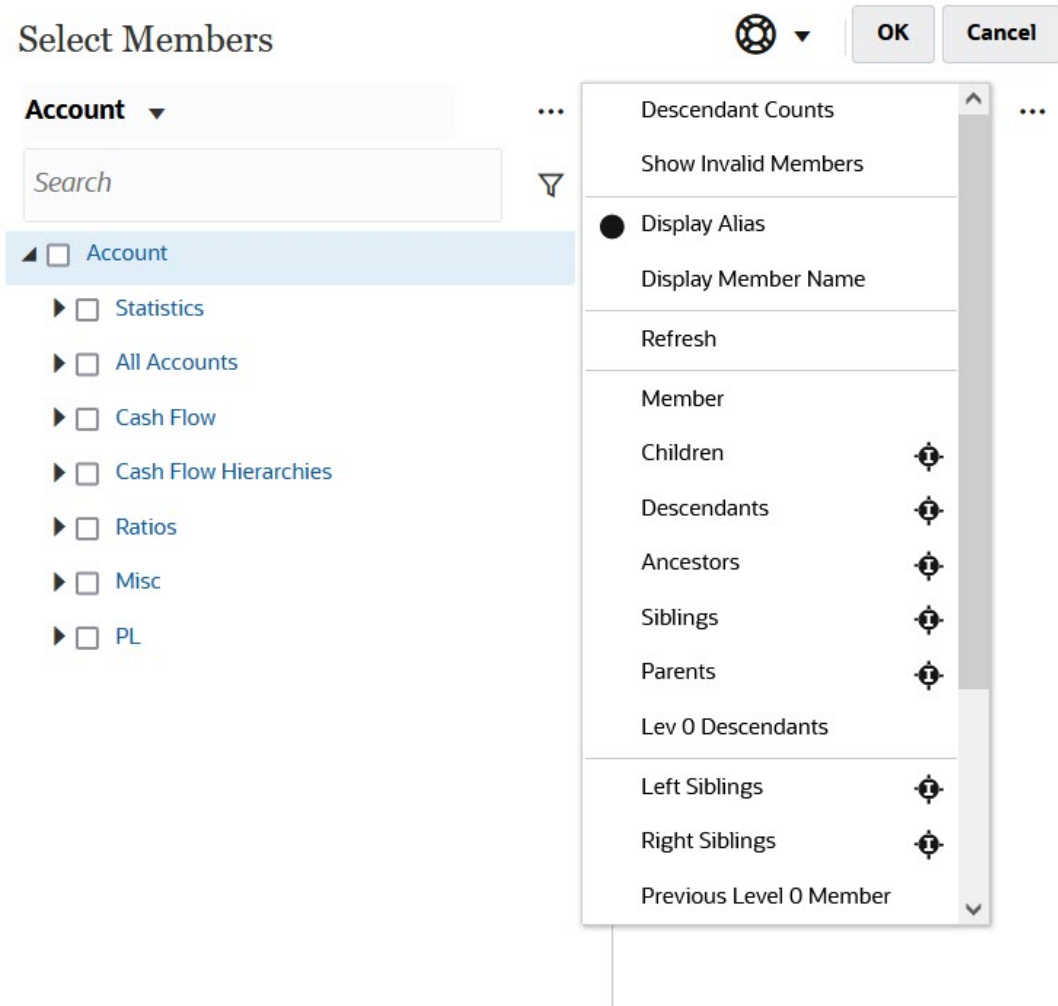 Select Members
OK
Cancel
Account
Search
Account
Statistics
All Accounts
Cash Flow
Cash Flow Hierarchies
Ratios
Misc
PL
Descendant Counts
Show Invalid Members
Display Alias
Display Member Name
Refresh
Member
Children
Descendants
Ancestors
Siblings
Parents
Lev 0 Descendants
Left Siblings
Right Siblings
Previous Level 0 Member